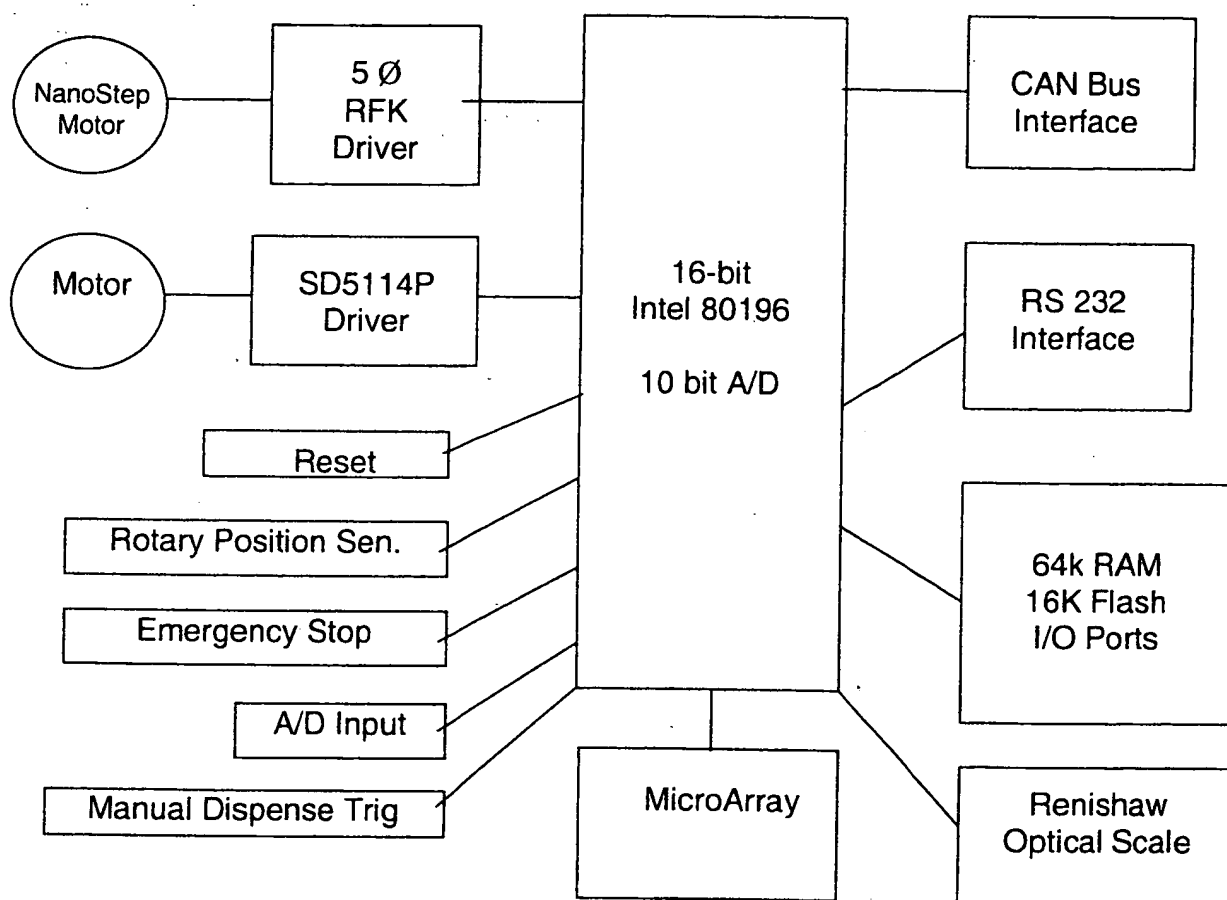 NanoStep
Motor
5 Ø
RFK
Driver
CAN Bus
Interface
Motor
SD5114P
Driver
16-bit
Intel 80196
10 bit A/D
RS 232
Interface
Reset
Rotary Position Sen.
Emergency Stop
A/D Input
Manual Dispense Trig
64k RAM
16K Flash
I/O Ports
MicroArray
Renishaw
Optical Scale